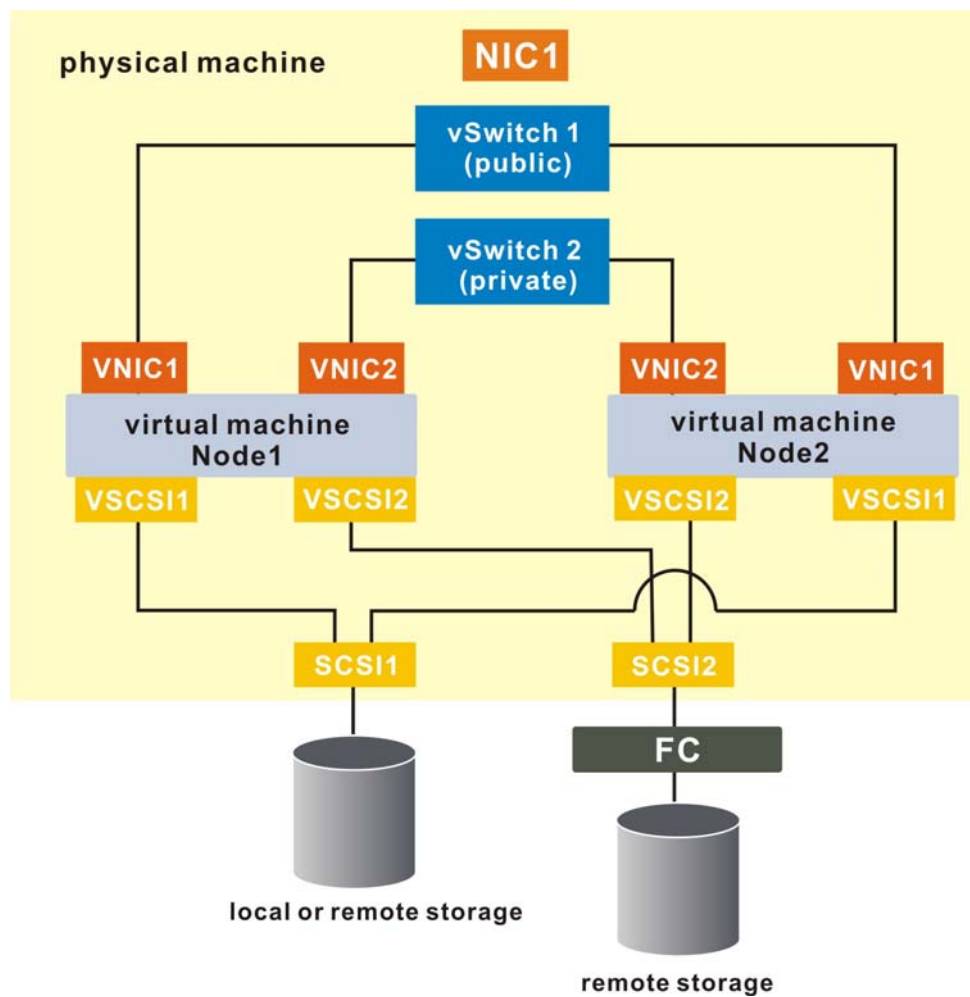 physical machine
NIC1
vSwitch 1
(public)
vSwitch 2
(private)
VNIC1
VNIC2
VNIC2
VNIC1
virtual machine
Node1
virtual machine
Node2
VSCSI1
VSCSI2
VSCSI2
VSCSI1
SCSI1
SCSI2
FC
local or remote storage
remote storage